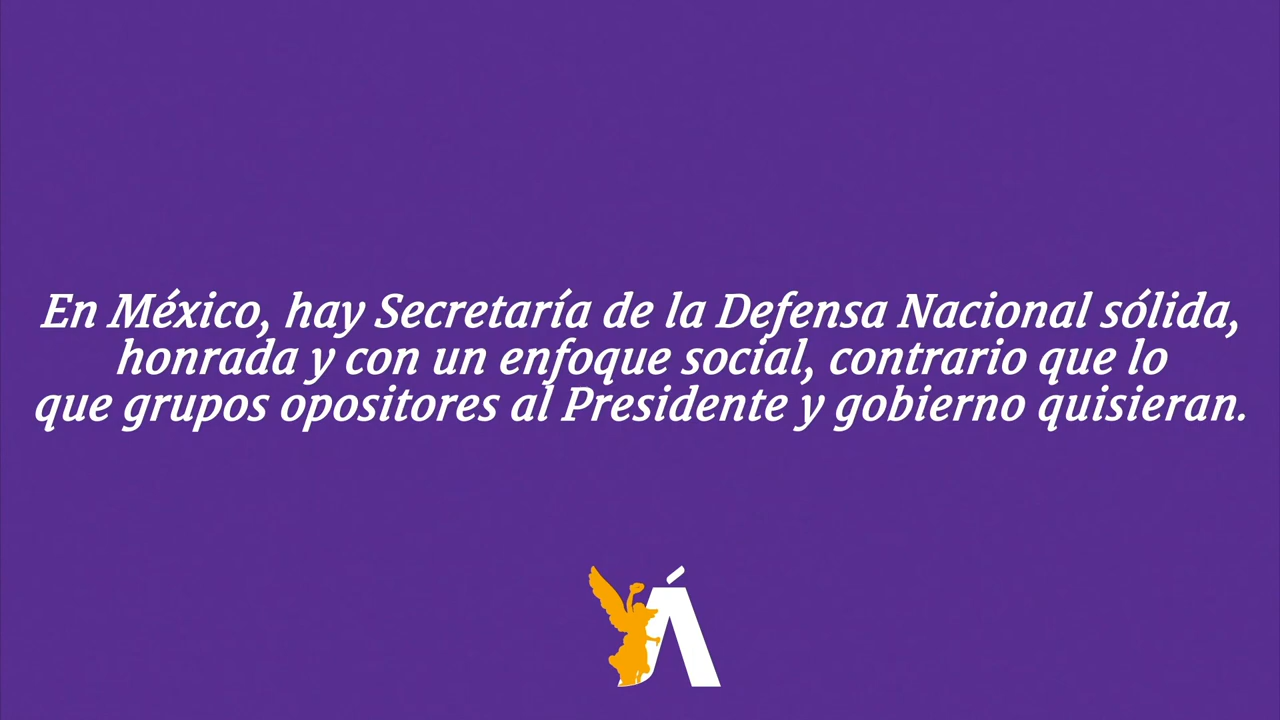 En México, hay Secretaría de la Defensa Nacional sólida,
honrada y con un enfoque social, contrario que lo
que grupos opositores al Presidente y gobierno quisieran.
Á